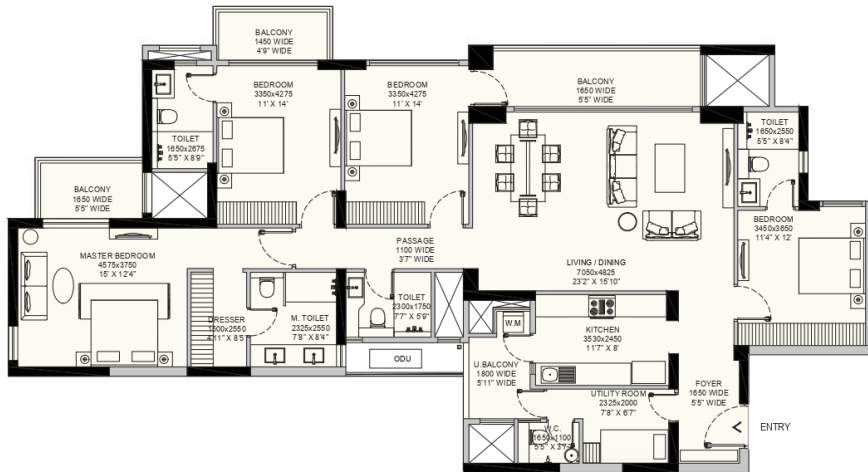 BALCONY
1450 WIDE
4'9" WIDE
BEDROOM
3350x4275
11' X 14'
BEDROOM
3350x4275
11' X 14'
BALCONY
1650 WIDE
5'5" WIDE
TOILET
1650x2675
5'5" X 8'9"
TOILET
1650x2550
5'5" X 8'4"
BALCONY
1650 WIDE
5'5" WIDE
BEDROOM
3450x3650
11'4" X 12'
PASSAGE
1100 WIDE
3'7" WIDE
MASTER BEDROOM
4575x3750
15' X 12'4"
LIVING / DINING
7050x4825
23'2" X 15'10"
TOILET
2300x1750
7'7" X 5'9"
DRESSER
1500x2550
4'11" X 8'5"
M. TOILET
2325x2550
7'8" X 8'4"
W.M
KITCHEN
3530x2450
11'7" X 8'
ODU
U.BALCONY
1800 WIDE
5'11" WIDE
UTILITY ROOM
2325x2000
7'8" X 6'7"
FOYER
1650 WIDE
5'5" WIDE
W.C.
1650x1100
5'5" X 3'7"
ENTRY